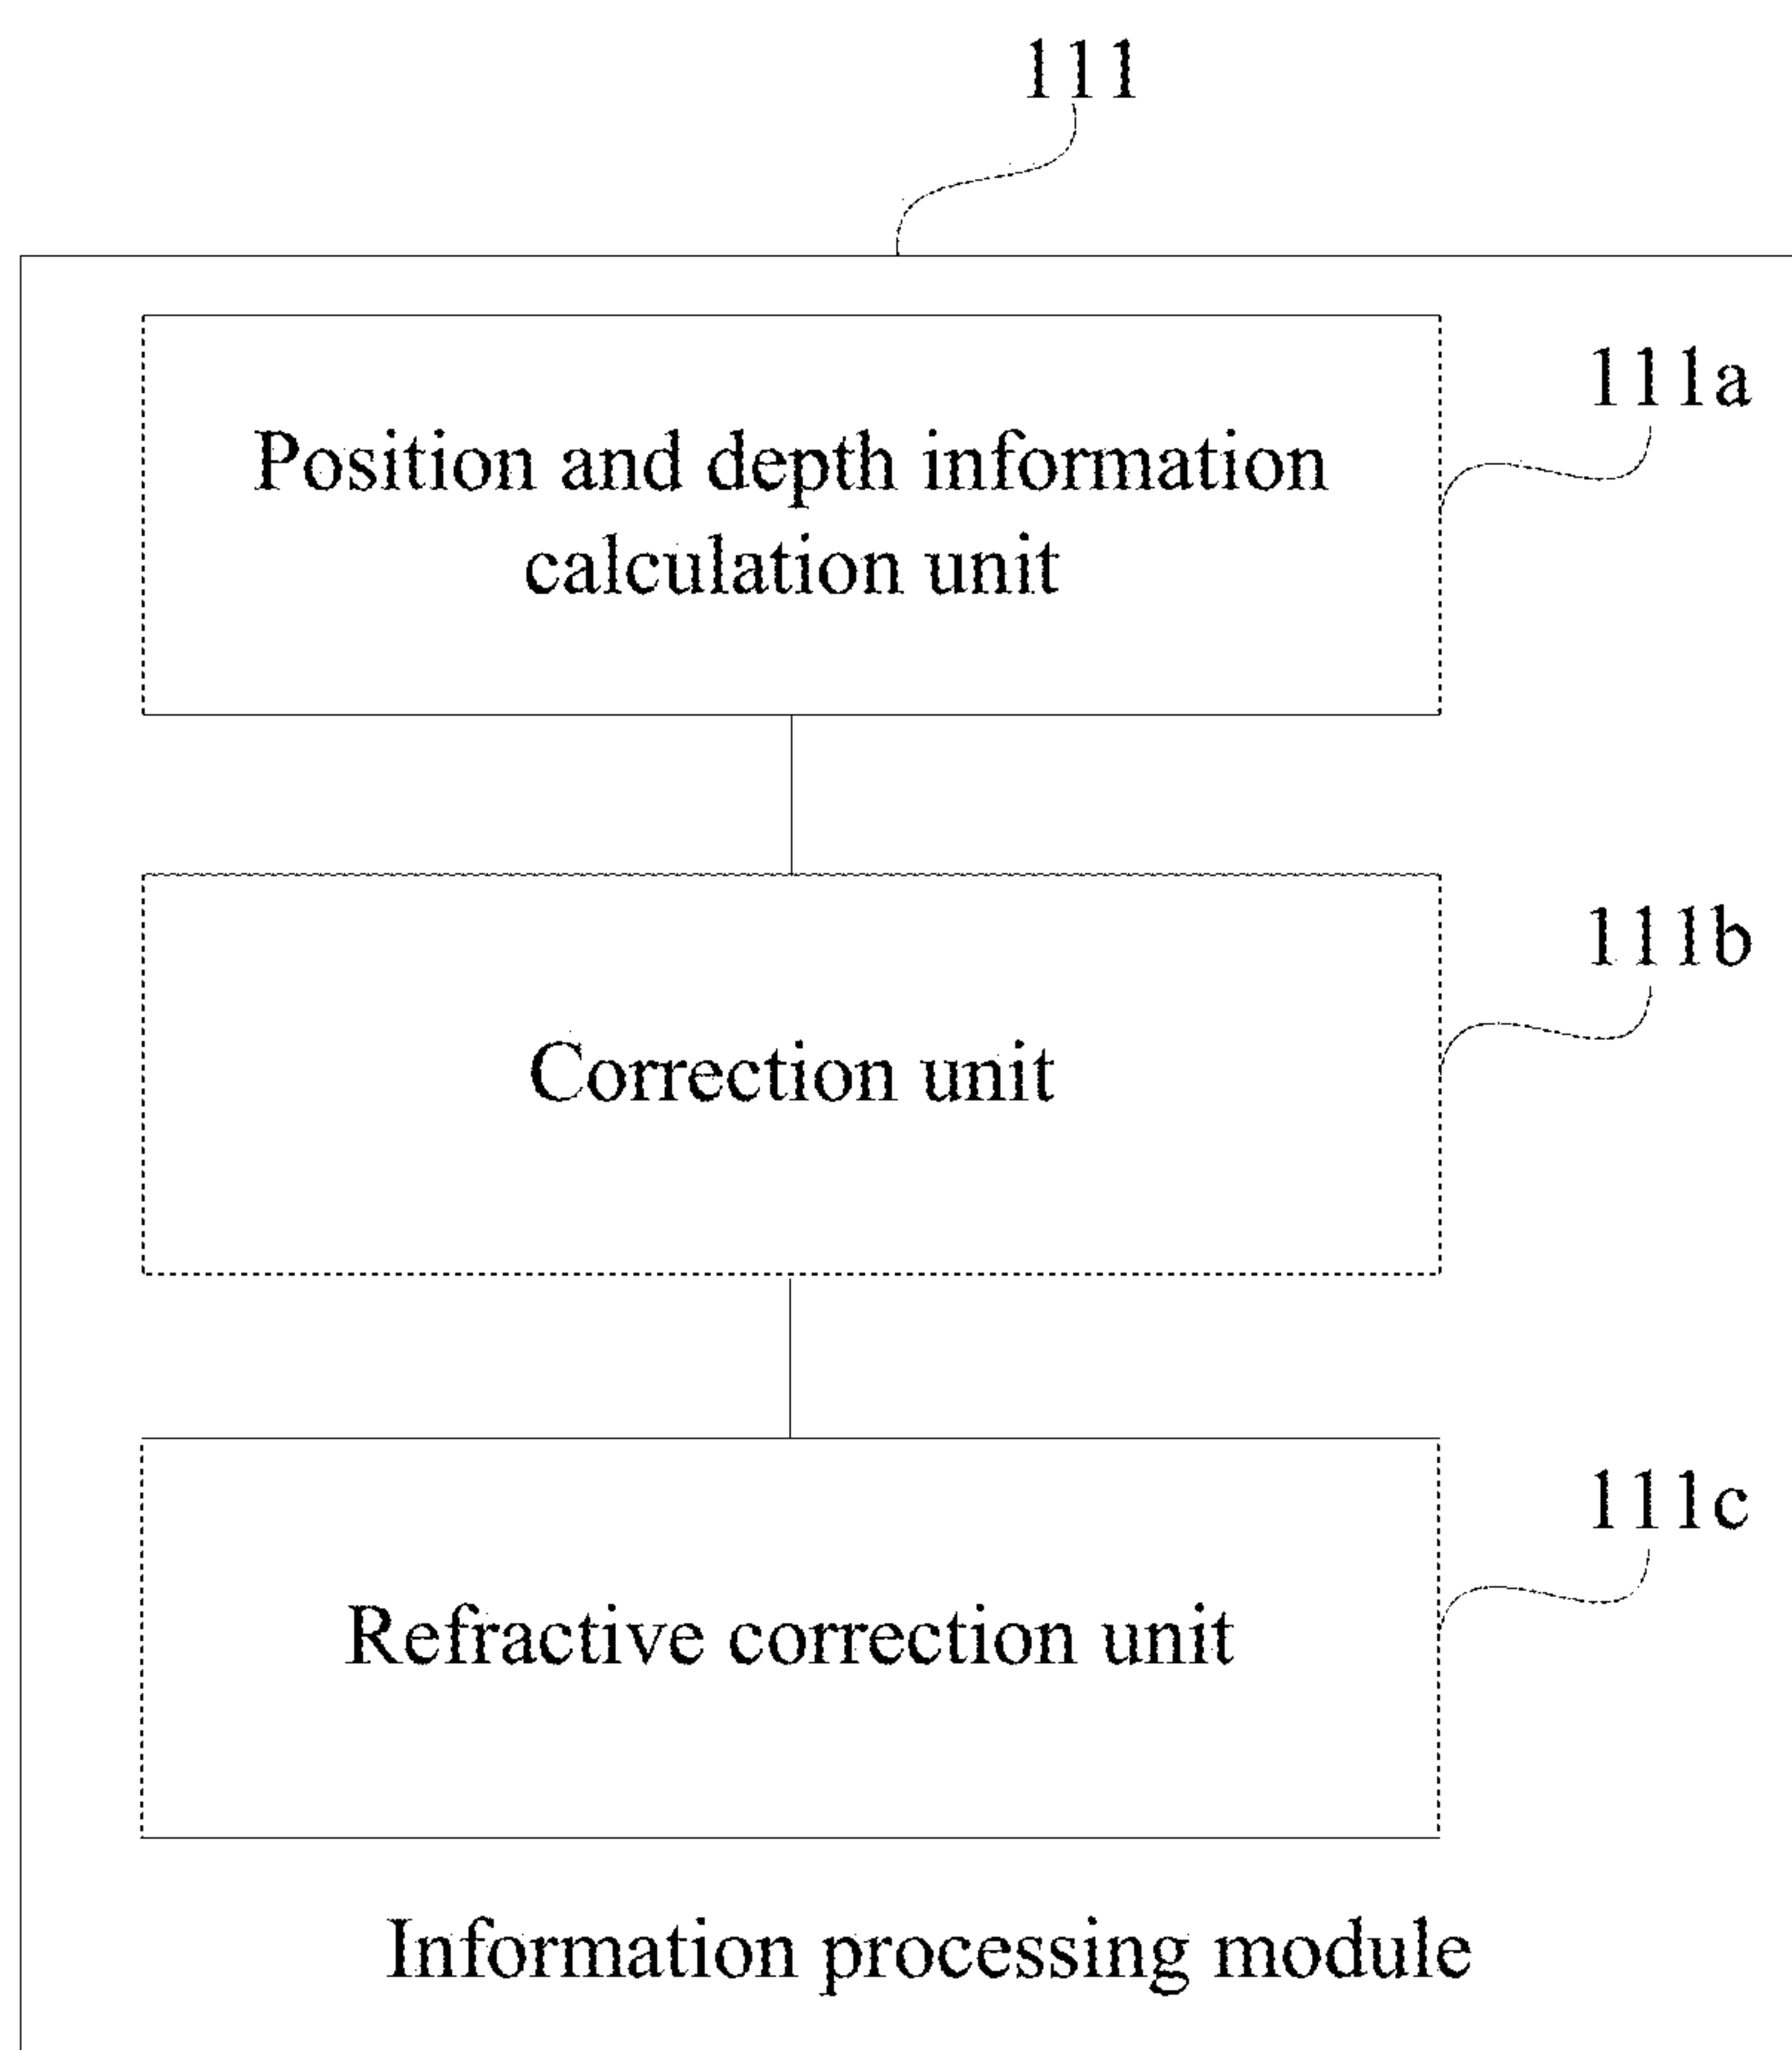 111
111a
Position and depth information
calculation unit
111b
Correction unit
111c
Refractive correction unit
Information processing module